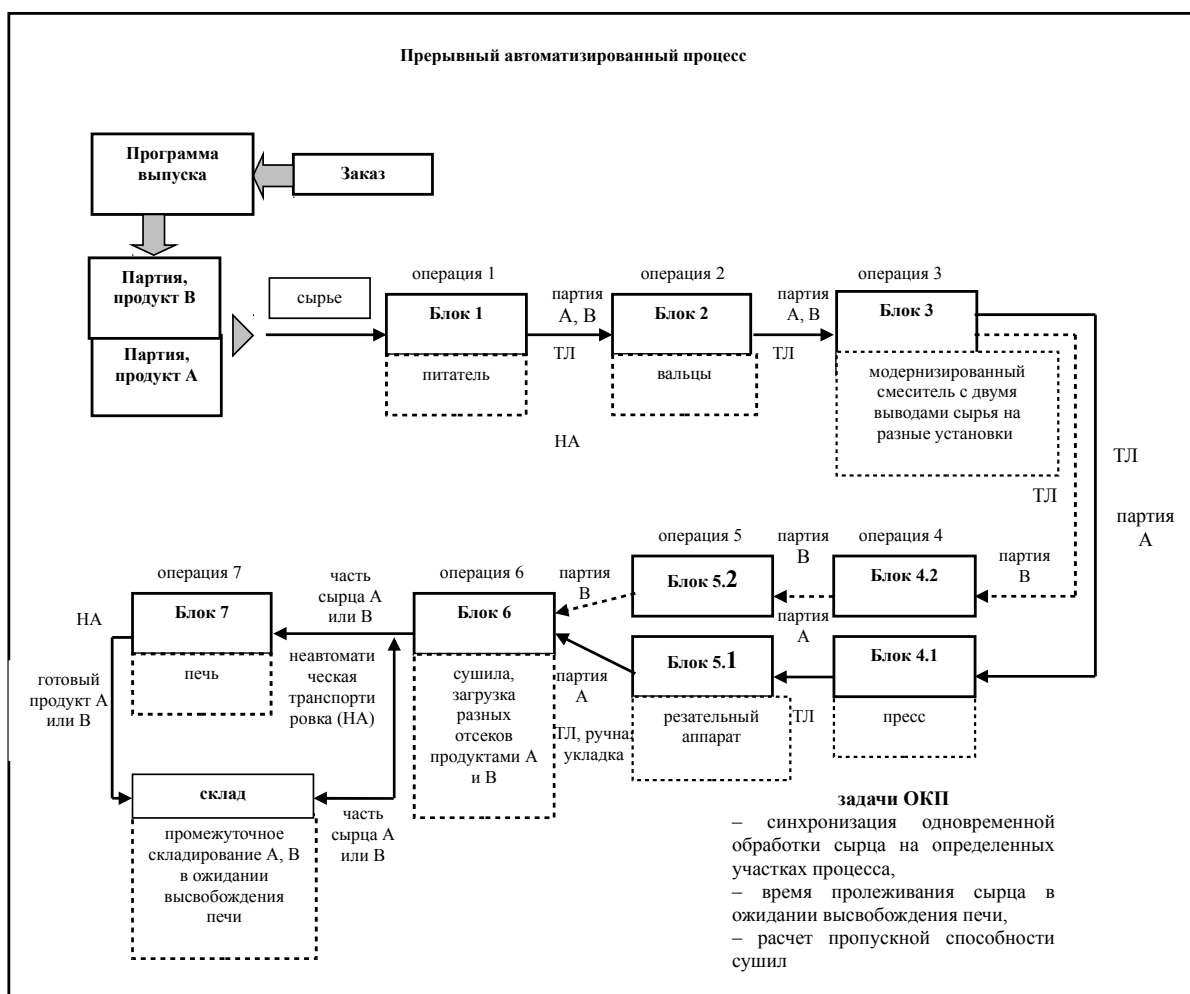 Прерывный автоматизированный процесс
Программа
выпуска
Заказ
Партия,
продукт В
Партия,
продукт А
сырье
операция 1
Блок 1
питатель
партия
А, В
ТЛ
операция 2
Блок 2
вальцы
партия
А, В
ТЛ
операция 3
Блок 3
модернизированный
смеситель с двумя
выводами сырья на
разные установки
НА
ТЛ
ТЛ
партия
А
операция 4
Блок 4.2
партия
В
Блок 4.1
пресс
операция 5
партия
В
Блок 5.2
партия
А
Блок 5.1
резательный
аппарат
ТЛ
партия
В
партия
А
ТЛ, ручная
укладка
операция 6
Блок 6
сушила,
загрузка
разных
отсеков
продуктами А
и В
часть
сырца А
или В
неавтомати
ческая
транспорти
ровка (НА)
операция 7
Блок 7
печь
НА
готовый
продукт А
или В
склад
промежуточное
складирование А, В
в ожидании
высвобождения
печи
часть
сырца А
или В
задачи ОКП
– синхронизация одновременной
обработки сырца на определенных
участках процесса,
– время пролеживания сырца в
ожидании высвобождения печи,
– расчет пропускной способности
сушил